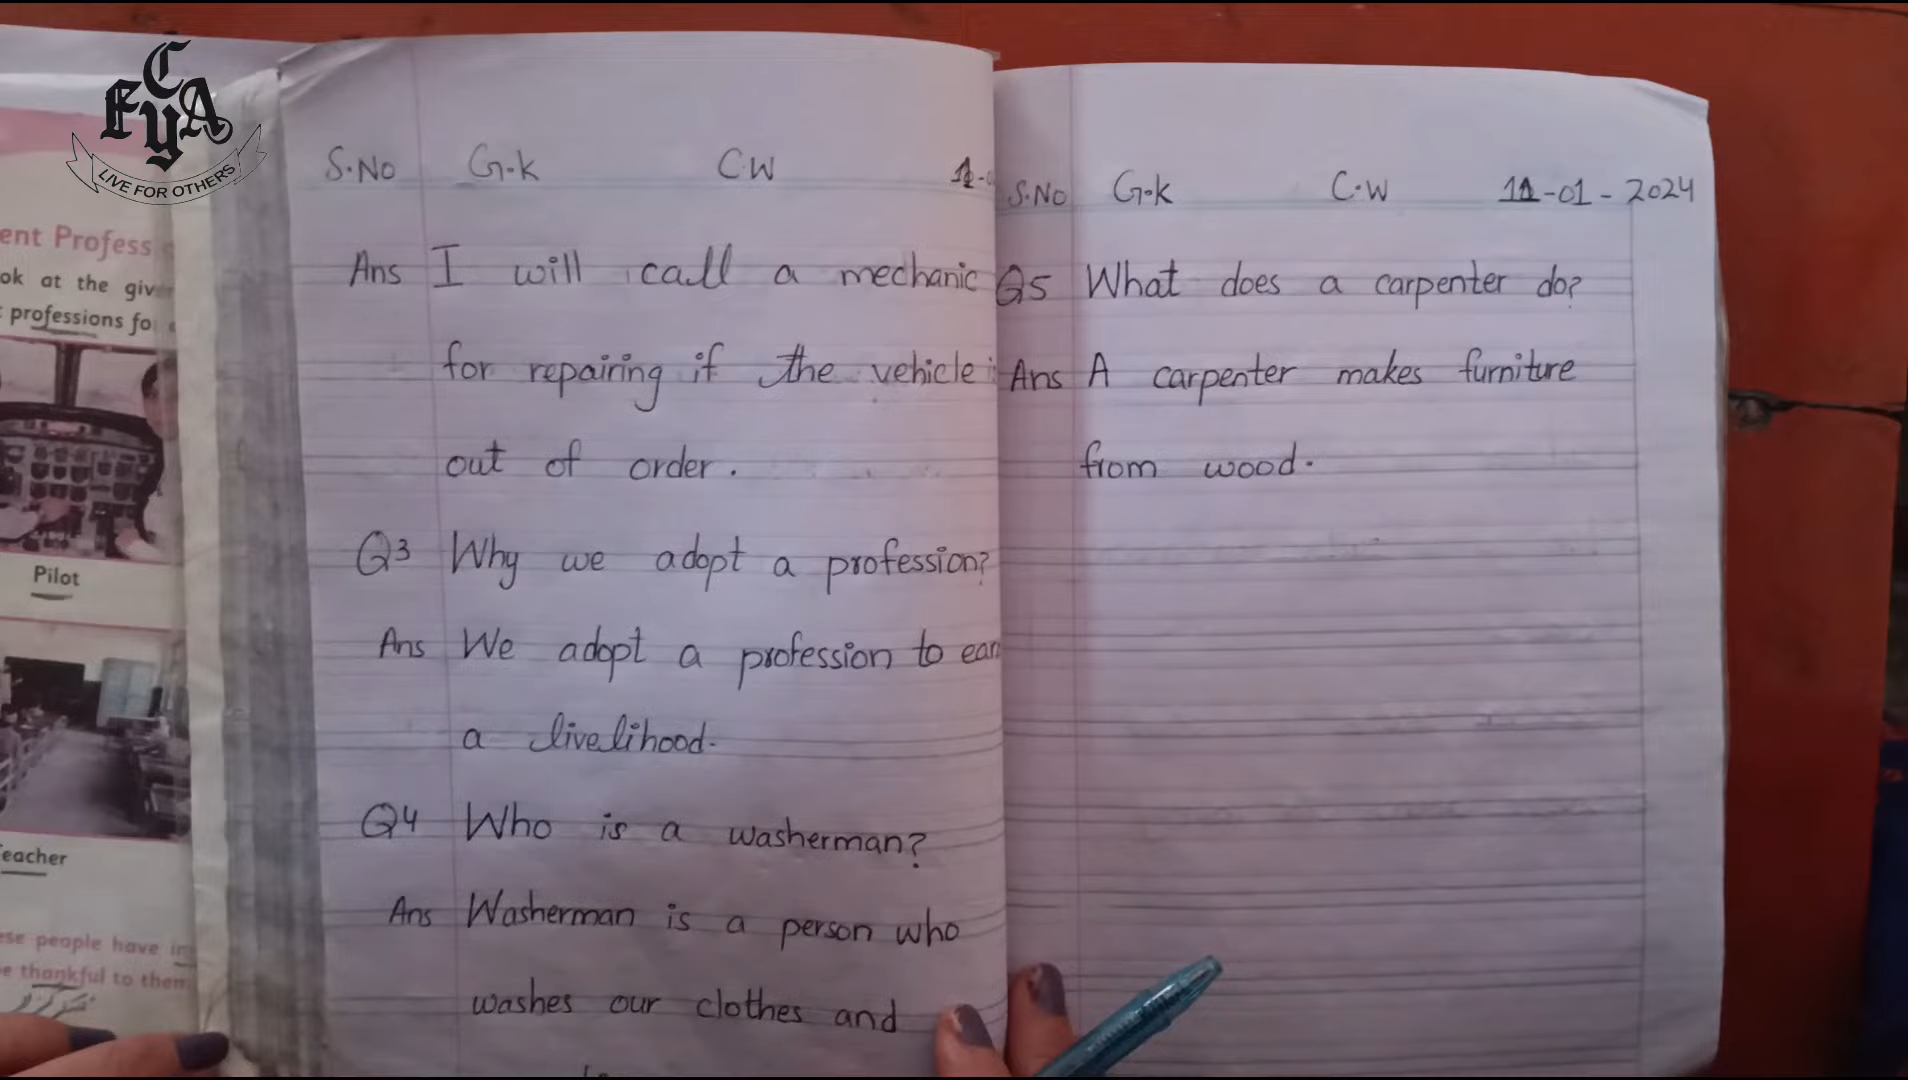 C
EYA
LIVE FOR OTHERS
ent Profess
ok at the giv
professions fo
Pilot
eacher
ese people have in
e thankful to them
S.No G.k C.W
Ans I will call a mechanic
for repairing if the vehicle
out of order.
Q3 Why we adopt a profession?
Ans We adopt a profession to earn
a livelihood.
Q4 Who is a washerman?
Ans Washerman is a person who
washes our clothes and
S.No G.k C.W 11-01-2024
Q5 What does a carpenter do?
Ans A carpenter makes furniture
from wood.